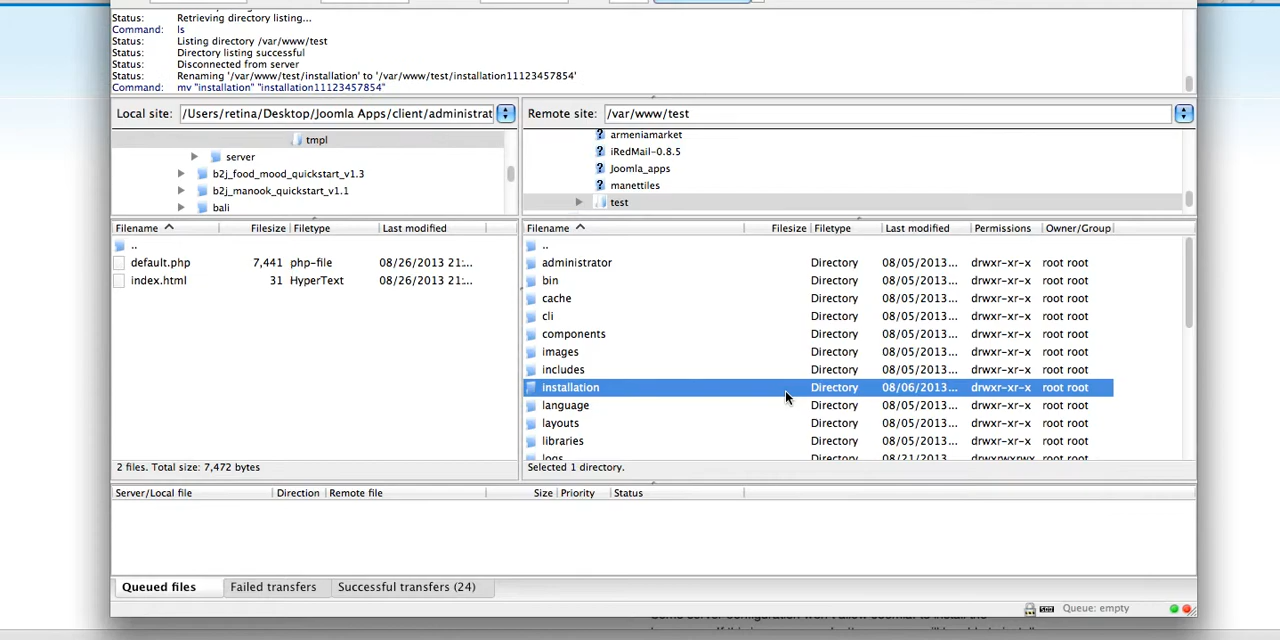 Status: Retrieving directory listing...
Command: ls
Status: Listing directory /var/www/test
Status: Directory listing successful
Status: Disconnected from server
Status: Renaming '/var/www/test/installation' to '/var/www/test/installation11123457854'
Command: mv "installation" "installation11123457854"
Local site: /Users/retina/Desktop/Joomla Apps/client/administrat
Remote site: /var/www/test
tmpl
server
b2j_food_mood_quickstart_v1.3
b2j_manook_quickstart_v1.1
bali
? armeniamarket
? iRedMail-0.8.5
? Joomla_apps
? manettiles
test
Filename Filesize Filetype Last modified
..
default.php 7,441 php-file 08/26/2013 21:...
index.html 31 HyperText 08/26/2013 21:...
2 files. Total size: 7,472 bytes
Filename Filesize Filetype Last modified Permissions Owner/Group
..
administrator Directory 08/05/2013... drwxr-xr-x root root
bin Directory 08/05/2013... drwxr-xr-x root root
cache Directory 08/05/2013... drwxr-xr-x root root
cli Directory 08/05/2013... drwxr-xr-x root root
components Directory 08/05/2013... drwxr-xr-x root root
images Directory 08/05/2013... drwxr-xr-x root root
includes Directory 08/05/2013... drwxr-xr-x root root
installation Directory 08/06/2013... drwxr-xr-x root root
language Directory 08/05/2013... drwxr-xr-x root root
layouts Directory 08/05/2013... drwxr-xr-x root root
libraries Directory 08/05/2013... drwxr-xr-x root root
logs Directory 08/21/2013... drwxrwxrwx root root
Selected 1 directory.
Server/Local file Direction Remote file Size Priority Status
Queued files Failed transfers Successful transfers (24)
Queue: empty